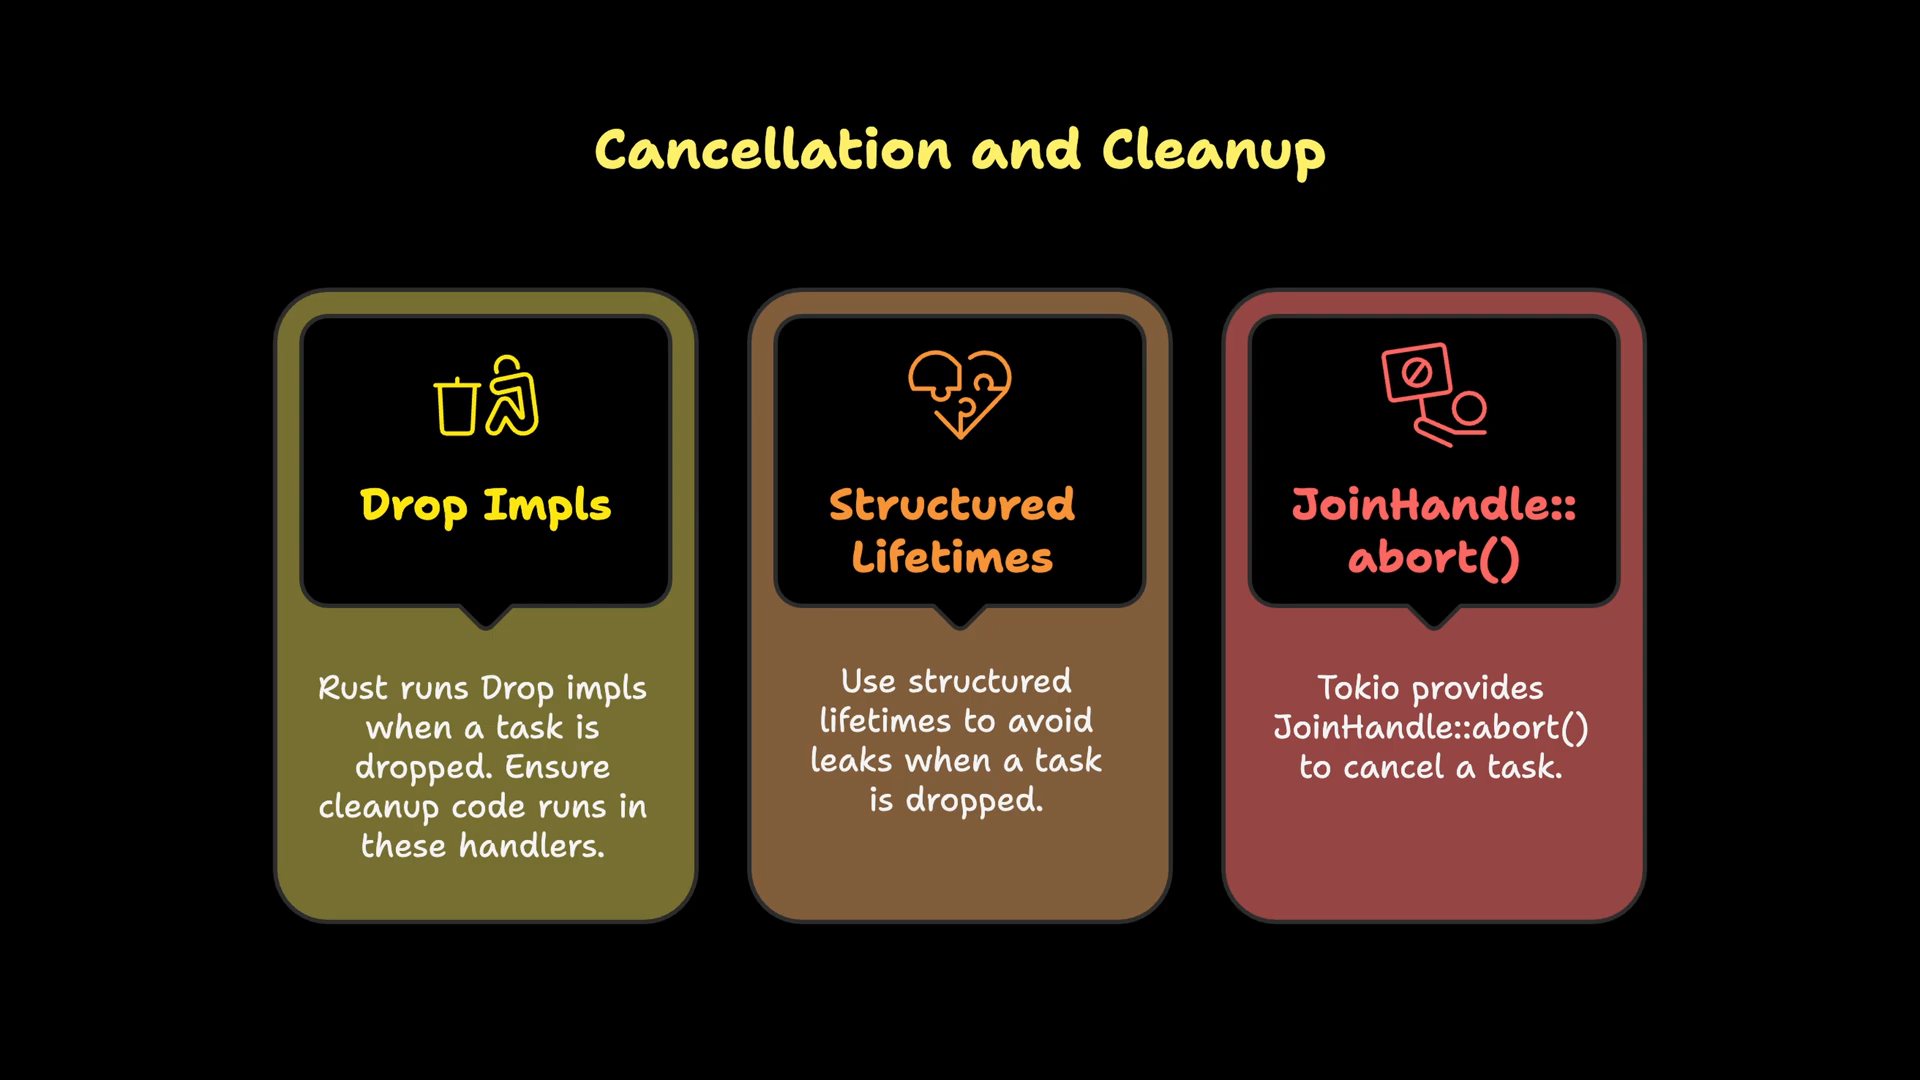 Cancellation and Cleanup
Drop Impls
Rust runs Drop impls
when a task is
dropped. Ensure
cleanup code runs in
these handlers.
Structured
Lifetimes
Use structured
lifetimes to avoid
leaks when a task
is dropped.
JoinHandle::
abort()
Tokio provides
JoinHandle::abort()
to cancel a task.